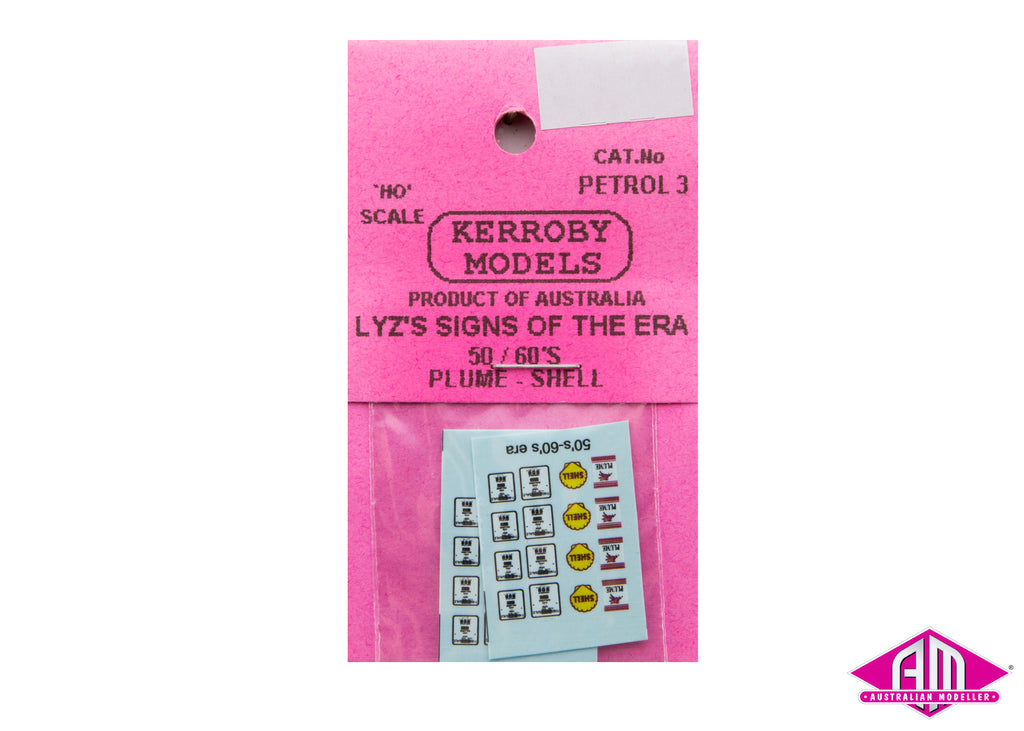 CAT.No
PETROL 3
'HO'
SCALE
KERROBY
MODELS
PRODUCT OF AUSTRALIA
LYZ'S SIGNS OF THE ERA
50 / 60'S
PLUME - SHELL
50's-60's era
SHELL PLUME
SHELL PLUME
SHELL PLUME
SHELL PLUME
AM
AUSTRALIAN MODELLER
®